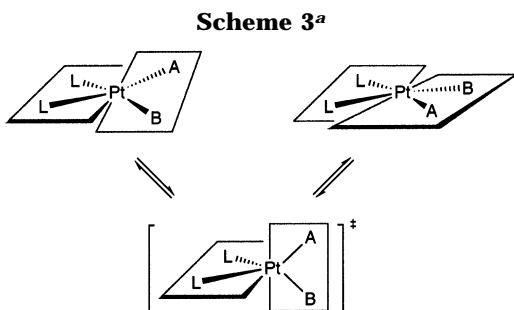 Scheme 3a
L Pt A
L B
L Pt B
L A
‡
L Pt A
L B